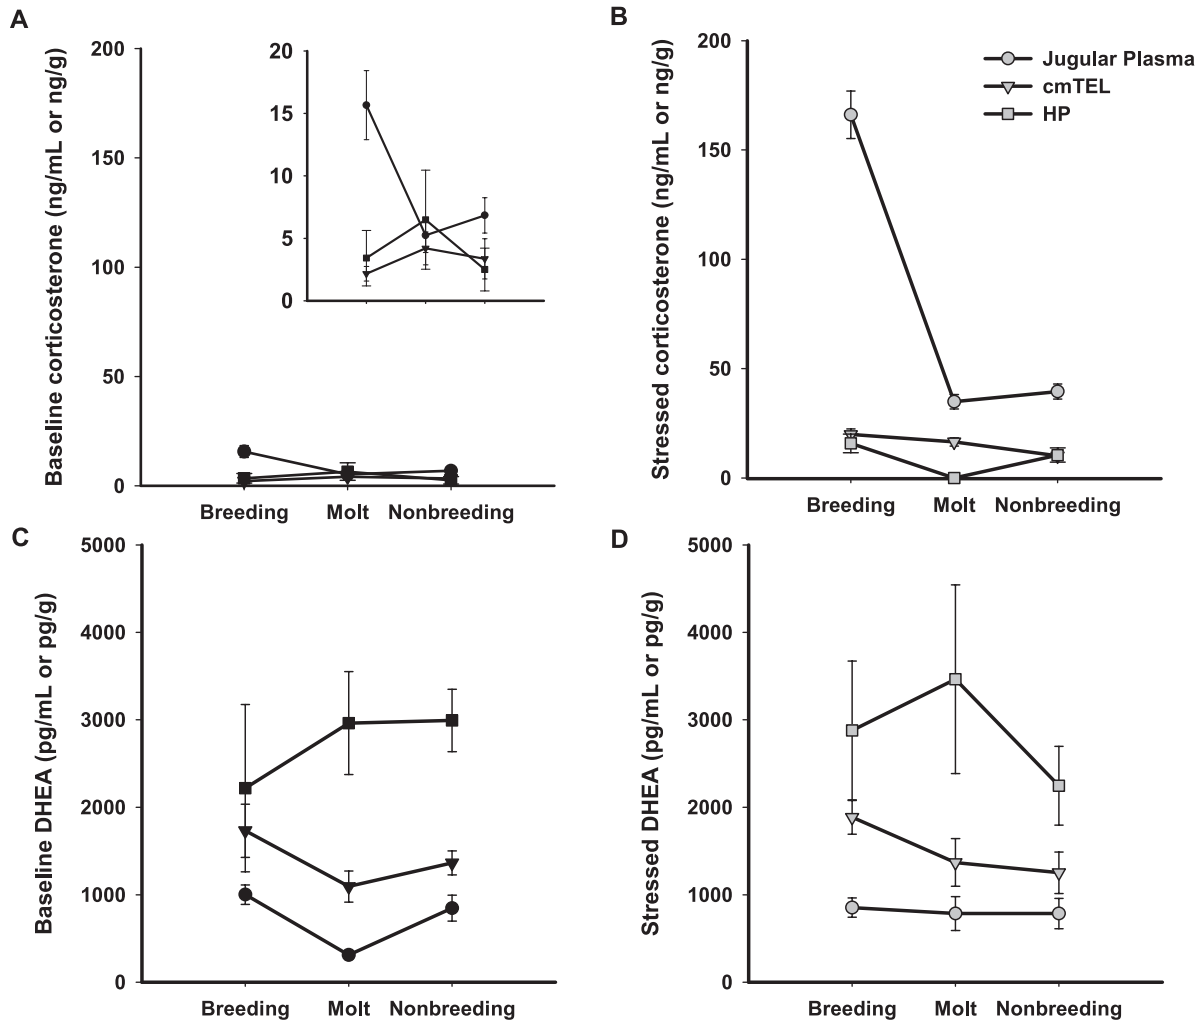 A
Baseline corticosterone (ng/mL or ng/g)
200
150
100
50
0
20
15
10
5
0
Breeding Molt Nonbreeding
B
Stressed corticosterone (ng/mL or ng/g)
200
150
100
50
0
Jugular Plasma
cmTEL
HP
Breeding Molt Nonbreeding
C
Baseline DHEA (pg/mL or pg/g)
5000
4000
3000
2000
1000
0
Breeding Molt Nonbreeding
D
Stressed DHEA (pg/mL or pg/g)
5000
4000
3000
2000
1000
0
Breeding Molt Nonbreeding